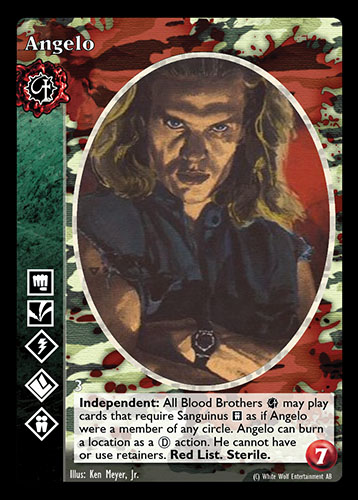 Angelo
3
Independent: All Blood Brothers may play
cards that require Sanguinus as if Angelo
were a member of any circle. Angelo can burn
a location as a D action. He cannot have
or use retainers. Red List. Sterile.
7
Illus: Ken Meyer, Jr.
(C) White Wolf Entertainment AB